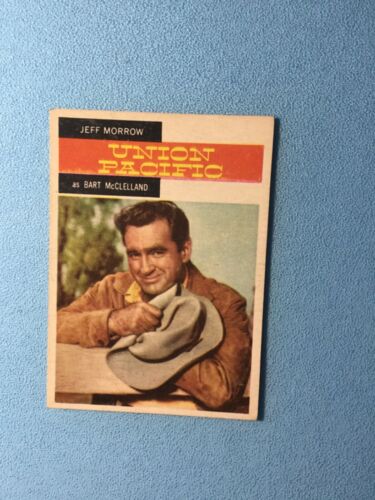 JEFF MORROW
UNION
PACIFIC
as BART McCLELLAND